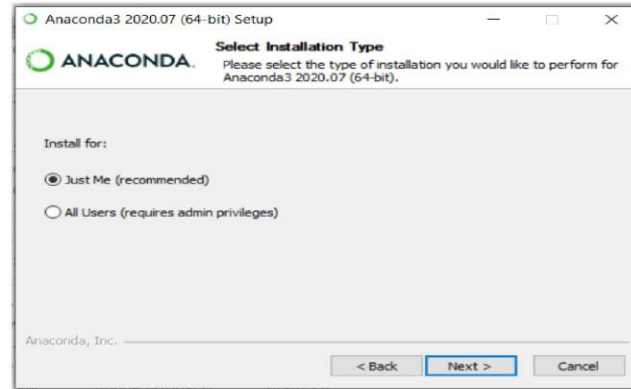 Anaconda3 2020.07 (64-bit) Setup
ANACONDA.
Select Installation Type
Please select the type of installation you would like to perform for
Anaconda3 2020.07 (64-bit).
Install for:
Just Me (recommended)
All Users (requires admin privileges)
Anaconda, Inc.
< Back Next > Cancel